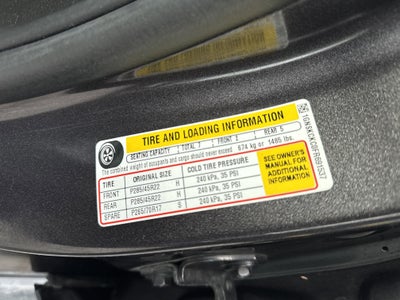 TIRE AND LOADING INFORMATION
SEATING CAPACITY TOTAL 7 FRONT 2 REAR 5
The combined weight of occupants and cargo should never exceed 674 kg or 1485 lbs.
TIRE ORIGINAL SIZE COLD TIRE PRESSURE
FRONT P285/45R22 H 240 kPa, 35 PSI
REAR P285/45R22 H 240 kPa, 35 PSI
SPARE P265/70R17 S 240 kPa, 35 PSI
SEE OWNER'S
MANUAL FOR
ADDITIONAL
INFORMATION